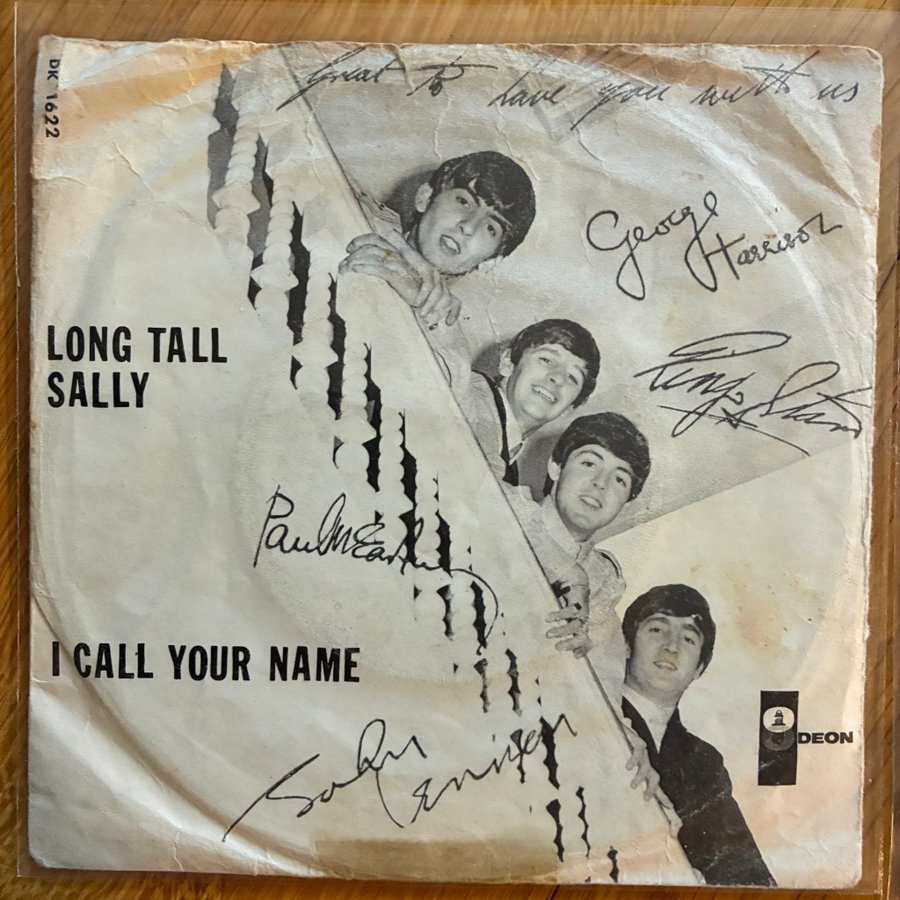 DK 1622
Great to have you with us
George
Harrison
LONG TALL
SALLY
Ringo Starr
Paul McCartney
I CALL YOUR NAME
John Lennon
ODEON